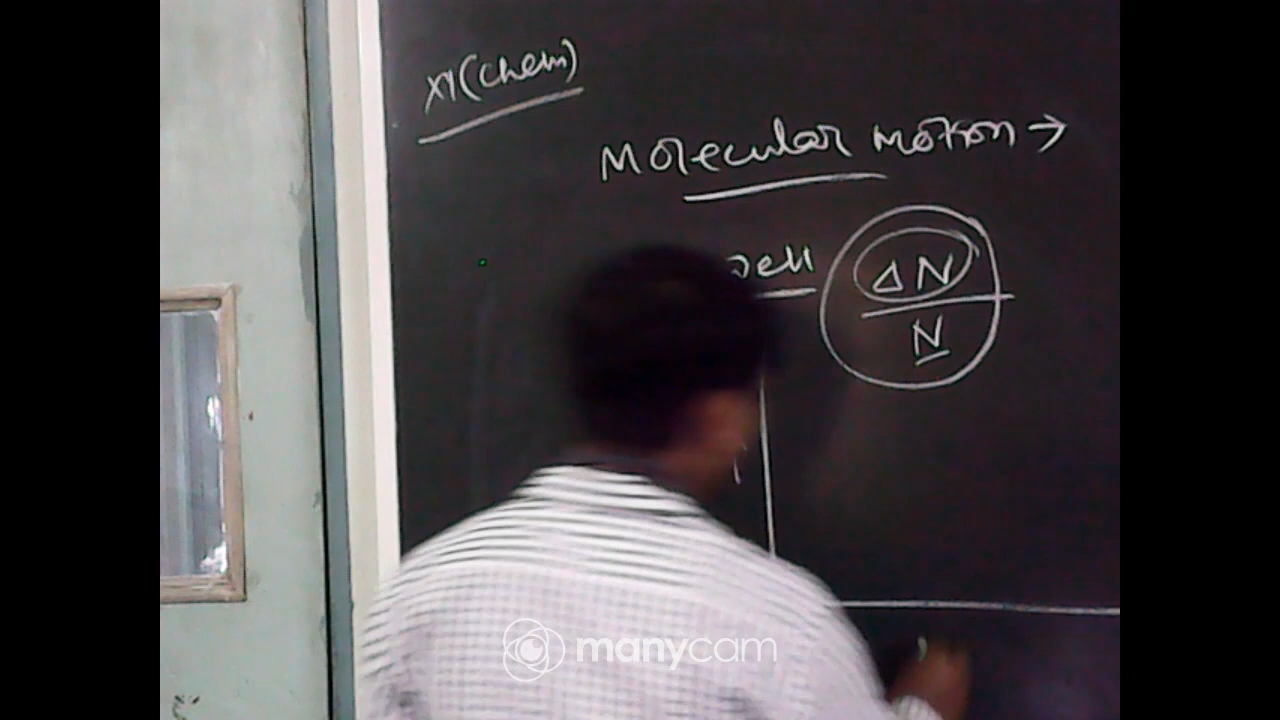 XI (Chem)
Molecular Motion →
ΔN
N
manycam